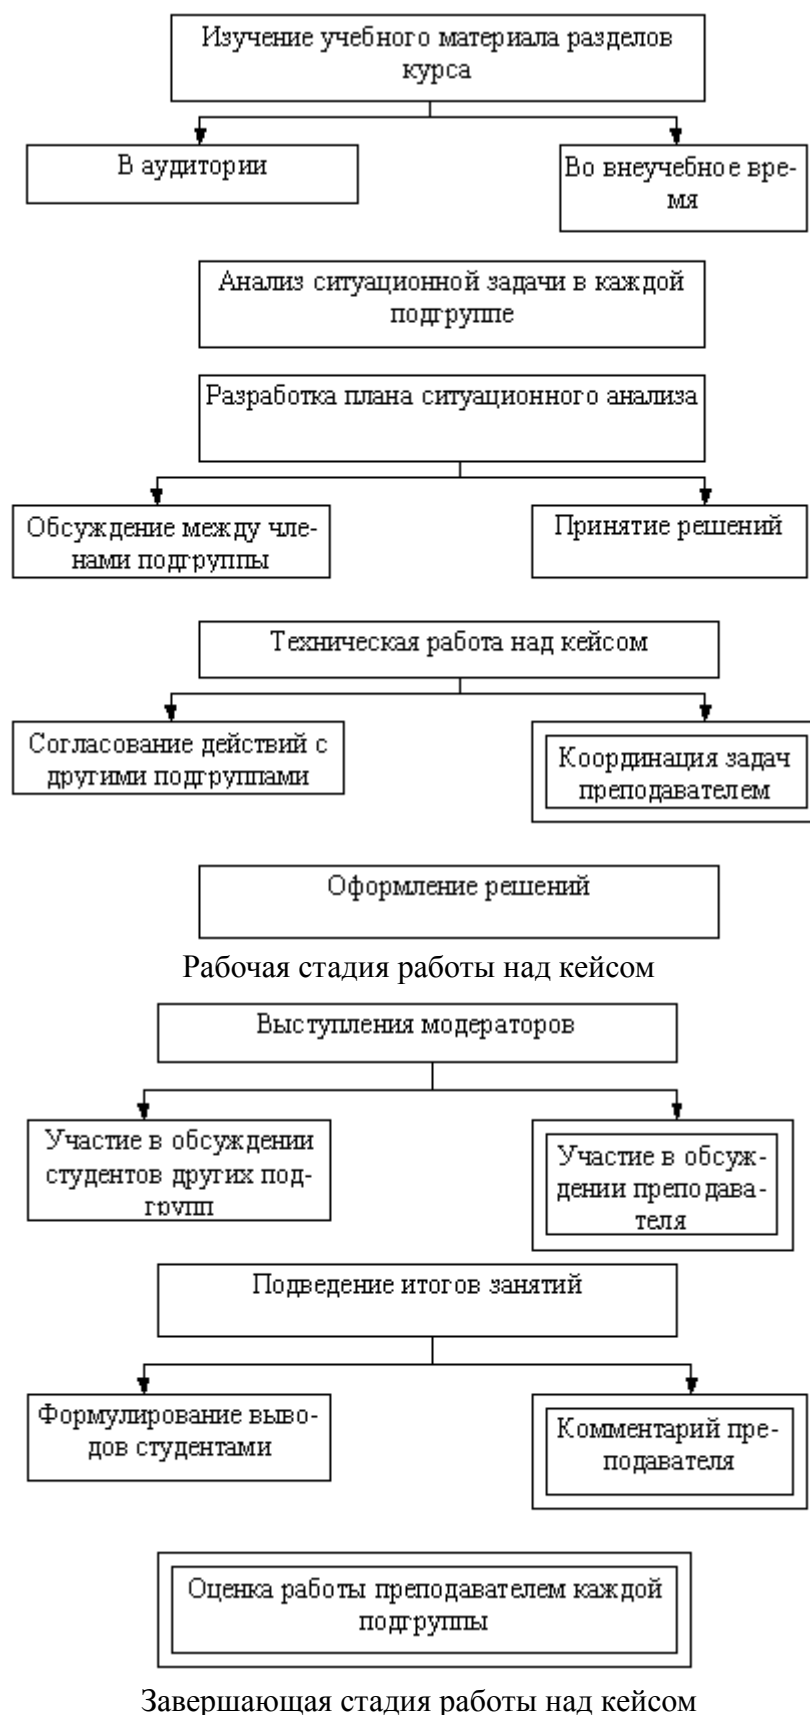 Изучение учебного материала разделов
курса
В аудитории
Во внеучебное вре-
мя
Анализ ситуационной задачи в каждой
подгруппе
Разработка плана ситуационного анализа
Обсуждение между чле-
нами подгруппы
Принятие решений
Техническая работа над кейсом
Согласование действий с
другими подгруппами
Координация задач
преподавателем
Оформление решений
Рабочая стадия работы над кейсом
Выступления модераторов
Участие в обсуждении
студентов других под-
групп
Участие в обсуж-
дении преподава-
теля
Подведение итогов занятий
Формулирование выво-
дов студентами
Комментарий пре-
подавателя
Оценка работы преподавателем каждой
подгруппы
Завершающая стадия работы над кейсом